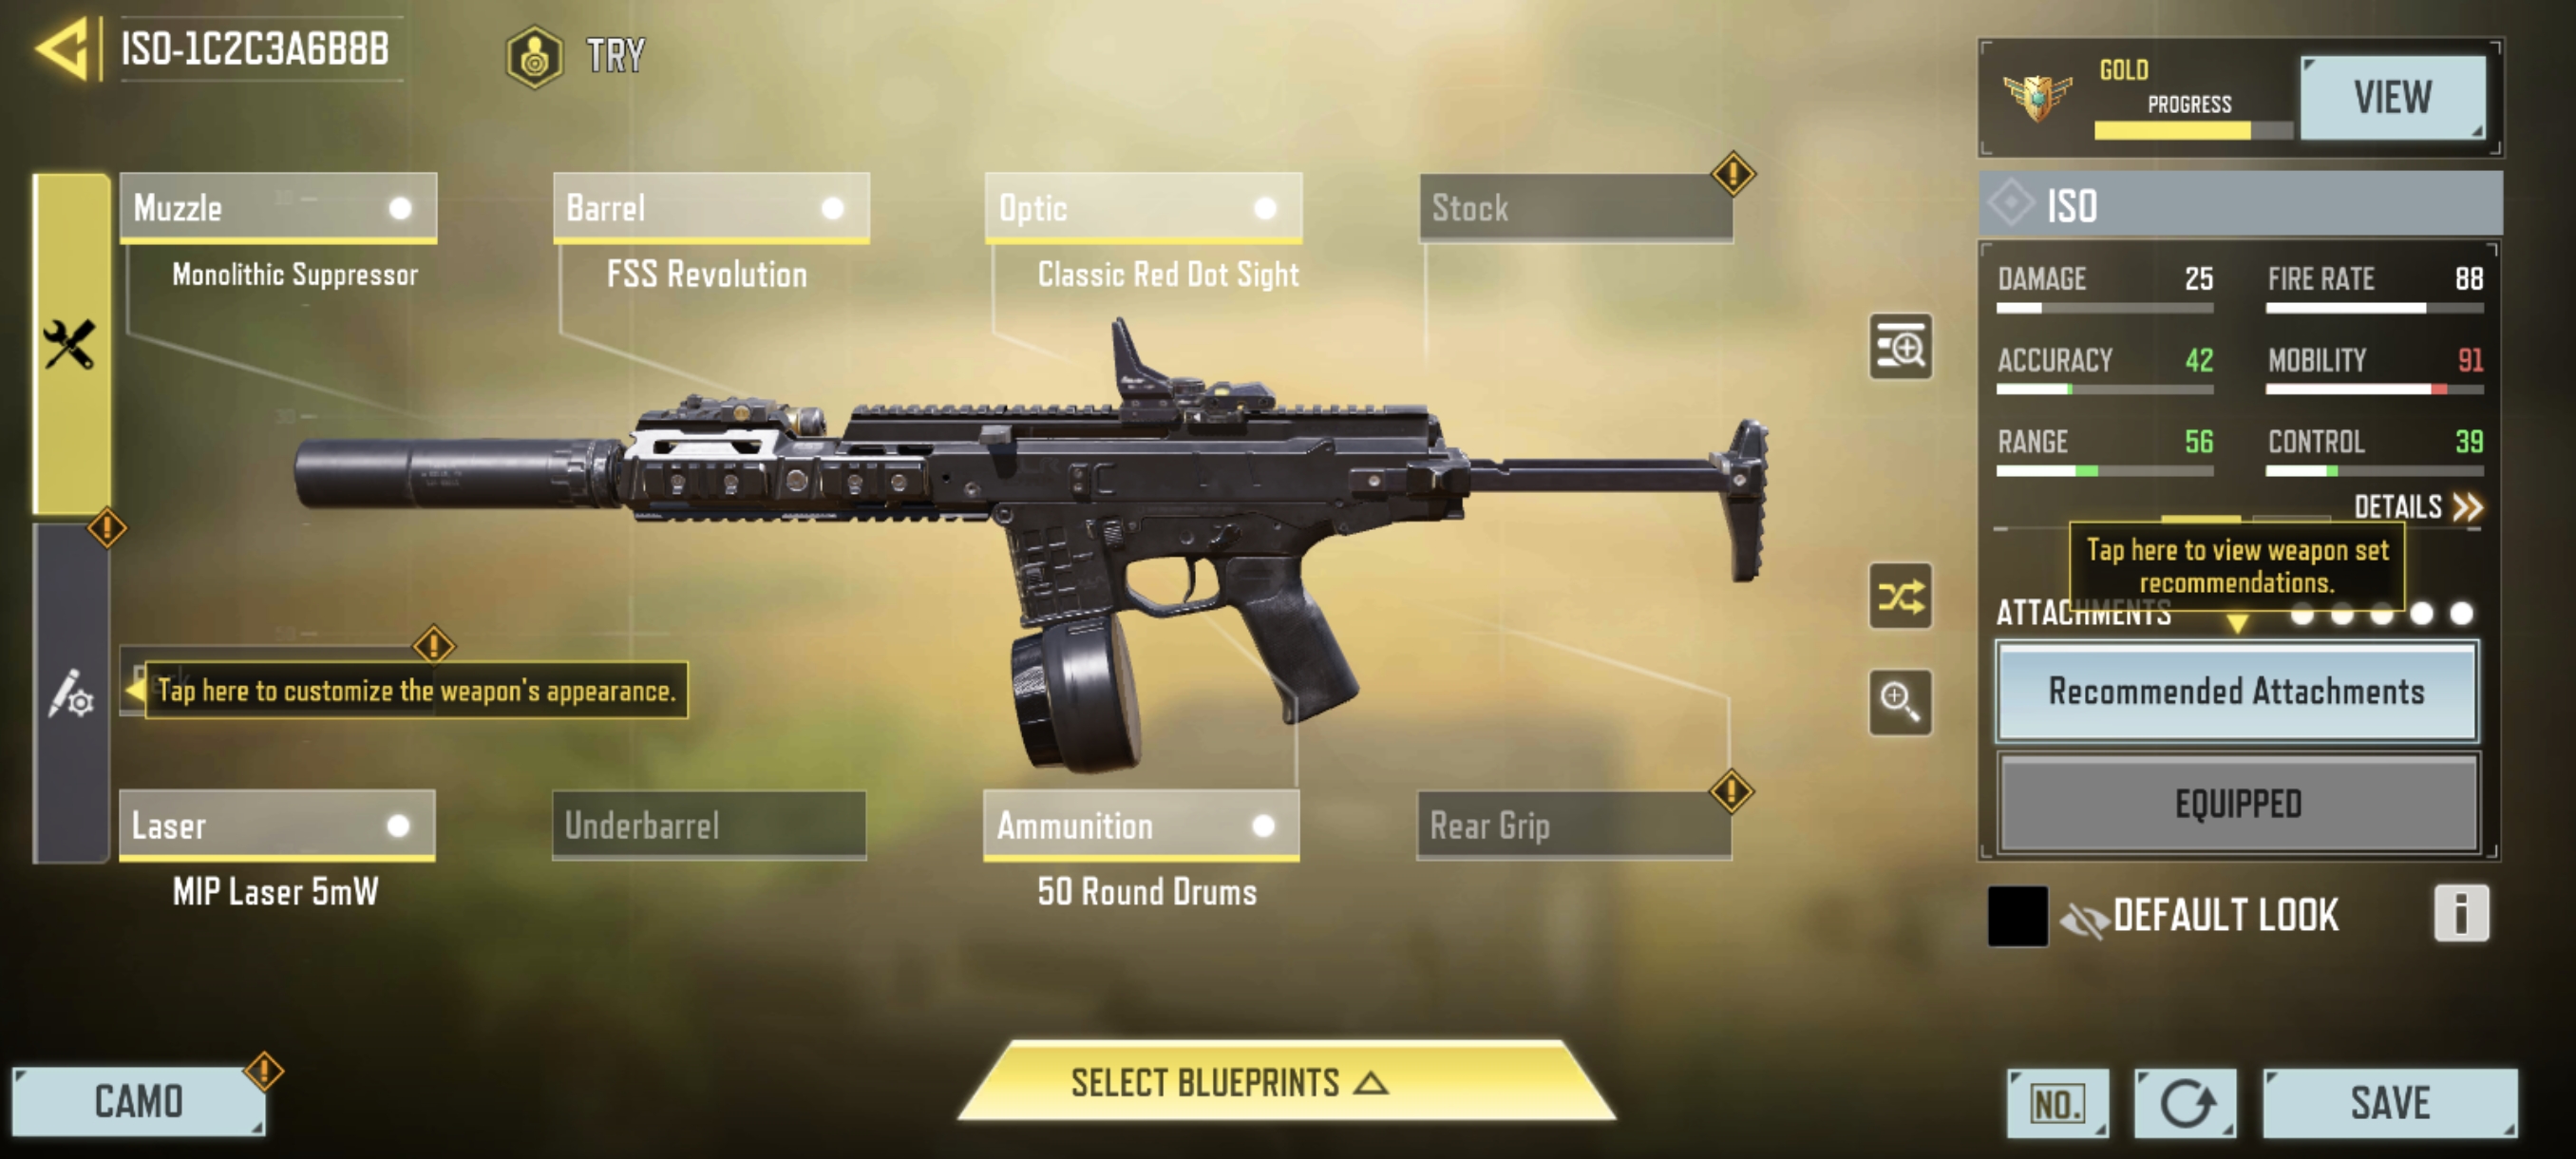 ISO-1C2C3A6B8B
TRY
GOLD
PROGRESS
VIEW
Muzzle
Monolithic Suppressor
Barrel
FSS Revolution
Optic
Classic Red Dot Sight
Stock
ISO
DAMAGE 25
FIRE RATE 88
ACCURACY 42
MOBILITY 91
RANGE 56
CONTROL 39
DETAILS
Tap here to view weapon set
recommendations.
ATTACHMENTS
Tap here to customize the weapon's appearance.
Recommended Attachments
EQUIPPED
Laser
MIP Laser 5mW
Underbarrel
Ammunition
50 Round Drums
Rear Grip
DEFAULT LOOK
CAMO
SELECT BLUEPRINTS
NO.
SAVE